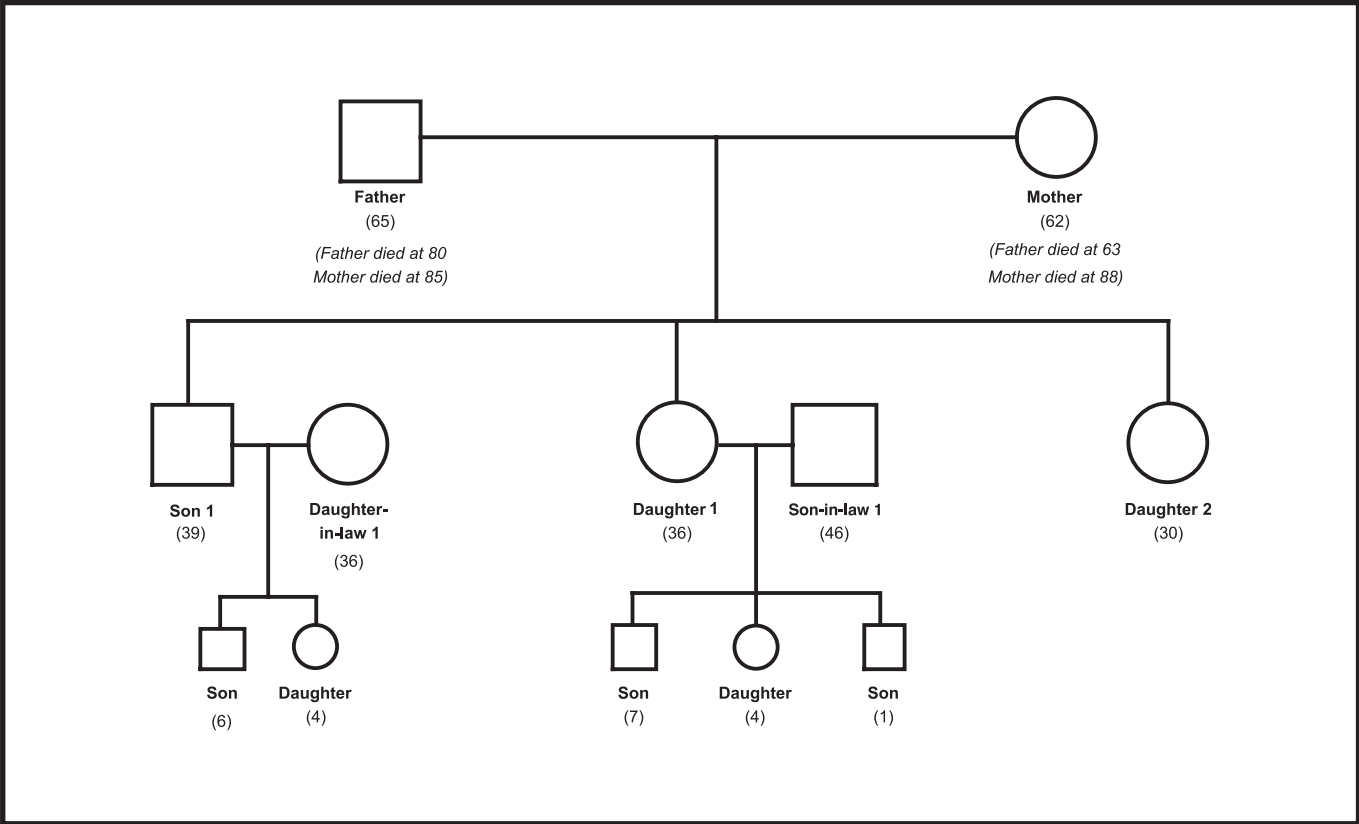 Father
(65)
(Father died at 80
Mother died at 85)
Mother
(62)
(Father died at 63
Mother died at 88)
Son 1
(39)
Daughter-
in-law 1
(36)
Daughter 1
(36)
Son-in-law 1
(46)
Daughter 2
(30)
Son
(6)
Daughter
(4)
Son
(7)
Daughter
(4)
Son
(1)